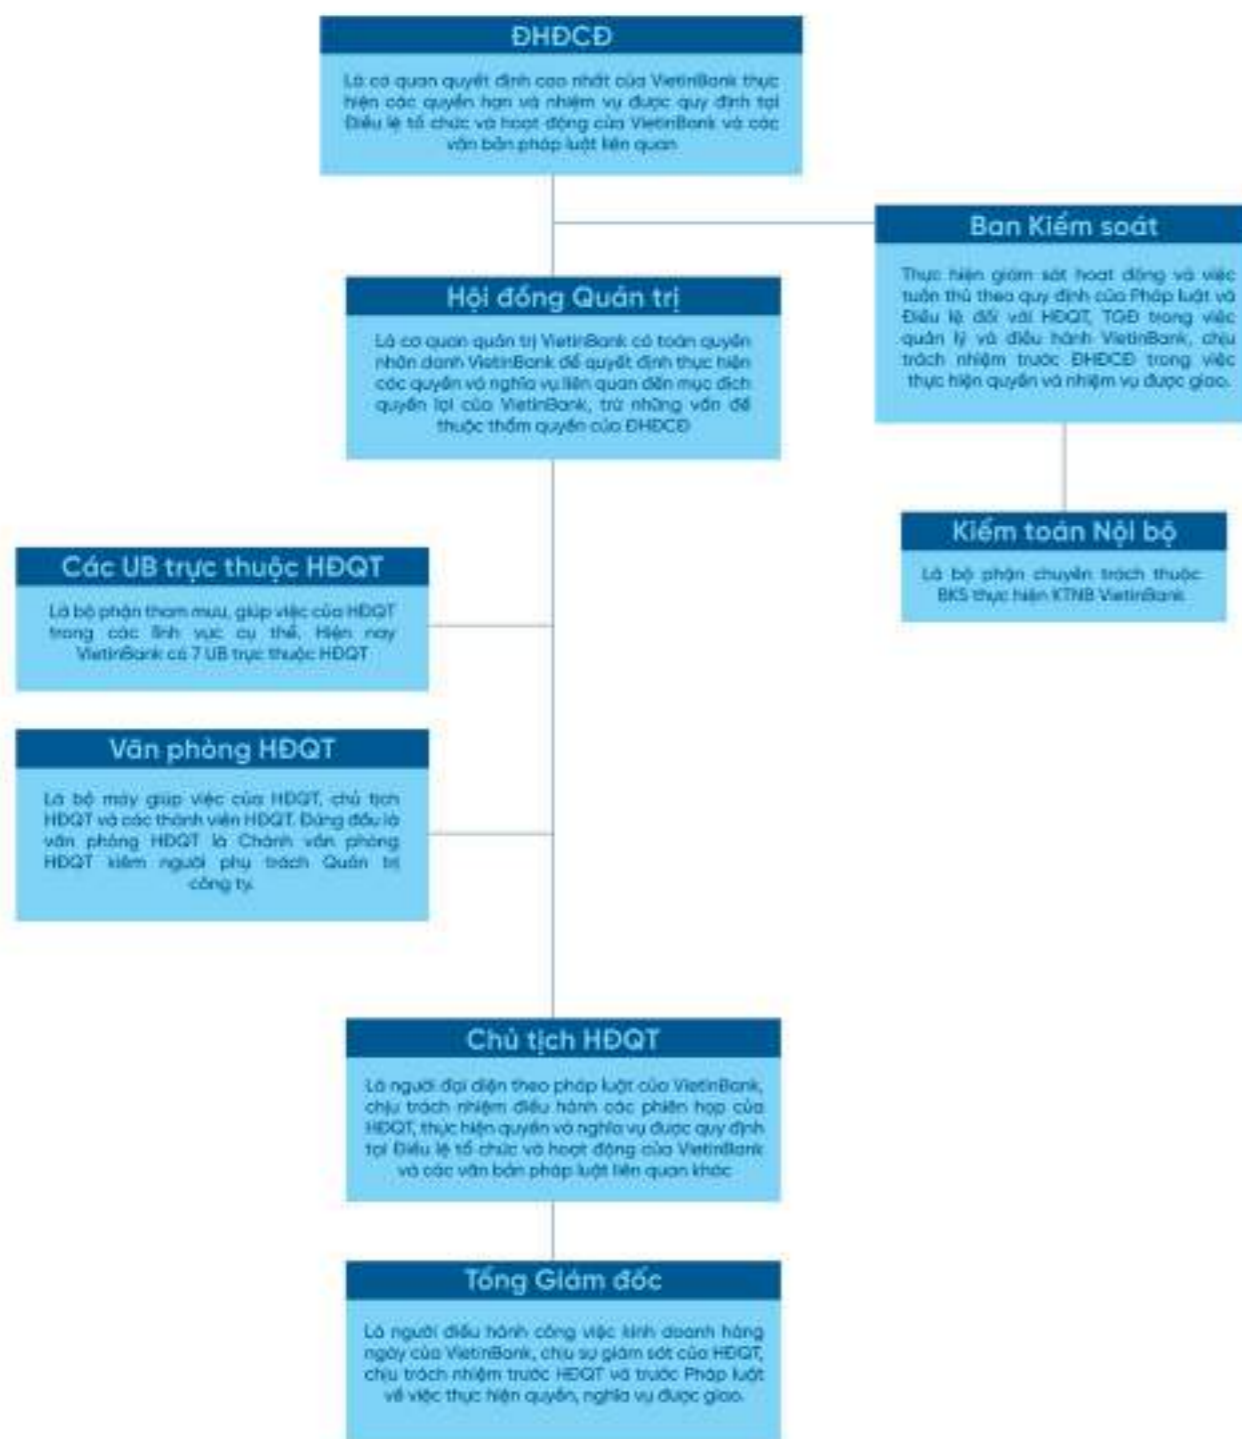 ĐHĐCĐ
Là cơ quan quyết định cao nhất của VietinBank thực
hiện các quyền hạn và nhiệm vụ được quy định tại
Điều lệ tổ chức và hoạt động của VietinBank và các
văn bản pháp luật liên quan
Ban Kiểm soát
Thực hiện giám sát hoạt động và việc
tuân thủ theo quy định của Pháp luật và
Điều lệ đối với HĐQT, TGĐ trong việc
quản lý và điều hành VietinBank, chịu
trách nhiệm trước ĐHĐCĐ trong việc
thực hiện quyền và nhiệm vụ được giao.
Hội đồng Quản trị
Là cơ quan quản trị VietinBank có toàn quyền
nhân danh VietinBank để quyết định thực hiện
các quyền và nghĩa vụ liên quan đến mục đích
quyền lợi của VietinBank, trừ những vấn đề
thuộc thẩm quyền của ĐHĐCĐ
Kiểm toán Nội bộ
Là bộ phận chuyên trách thuộc
BKS thực hiện KTNB VietinBank
Các UB trực thuộc HĐQT
Là bộ phận tham mưu, giúp việc của HĐQT
trong các lĩnh vực cụ thể. Hiện nay
VietinBank có 7 UB trực thuộc HĐQT
Văn phòng HĐQT
Là bộ máy giúp việc của HĐQT, chủ tịch
HĐQT và các thành viên HĐQT. Đứng đầu là
văn phòng HĐQT là Chánh văn phòng
HĐQT kiêm người phụ trách Quản trị
công ty.
Chủ tịch HĐQT
Là người đại diện theo pháp luật của VietinBank,
chịu trách nhiệm điều hành các phiên họp của
HĐQT, thực hiện quyền và nghĩa vụ được quy định
tại Điều lệ tổ chức và hoạt động của VietinBank
và các văn bản pháp luật liên quan khác
Tổng Giám đốc
Là người điều hành công việc kinh doanh hàng
ngày của VietinBank, chịu sự giám sát của HĐQT,
chịu trách nhiệm trước HĐQT và trước Pháp luật
về việc thực hiện quyền, nghĩa vụ được giao.